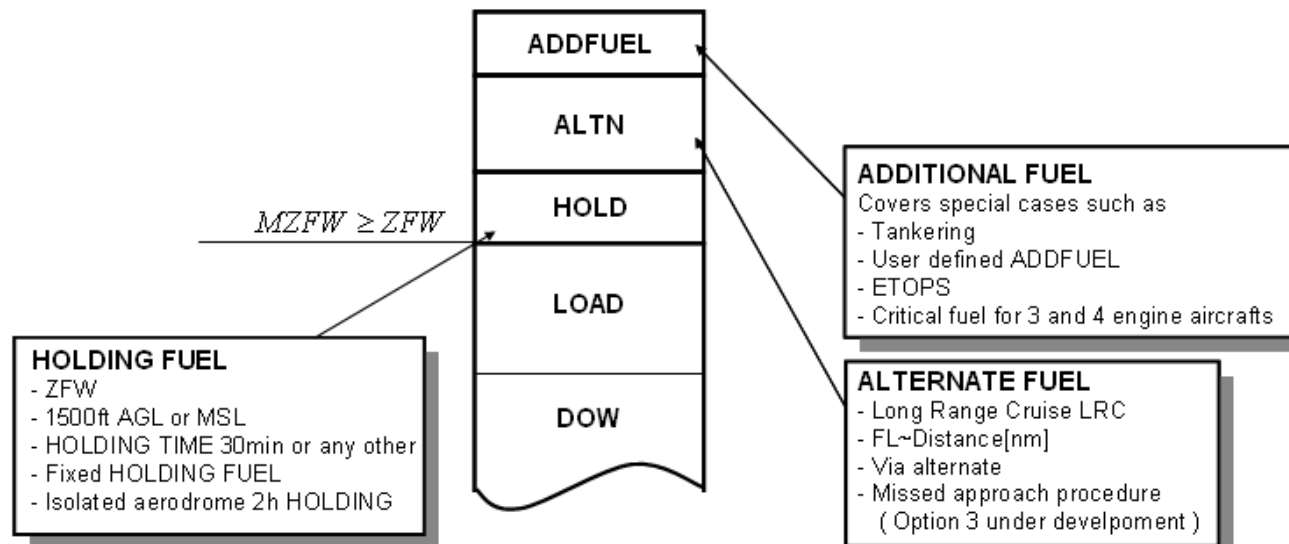 ADDFUEL
ALTN
HOLD
MZFW ≥ ZFW
LOAD
DOW
HOLDING FUEL
- ZFW
- 1500ft AGL or MSL
- HOLDING TIME 30min or any other
- Fixed HOLDING FUEL
- Isolated aerodrome 2h HOLDING
ADDITIONAL FUEL
Covers special cases such as
- Tankering
- User defined ADDFUEL
- ETOPS
- Critical fuel for 3 and 4 engine aircrafts
ALTERNATE FUEL
- Long Range Cruise LRC
- FL~Distance[nm]
- Via alternate
- Missed approach procedure
( Option 3 under develpoment )